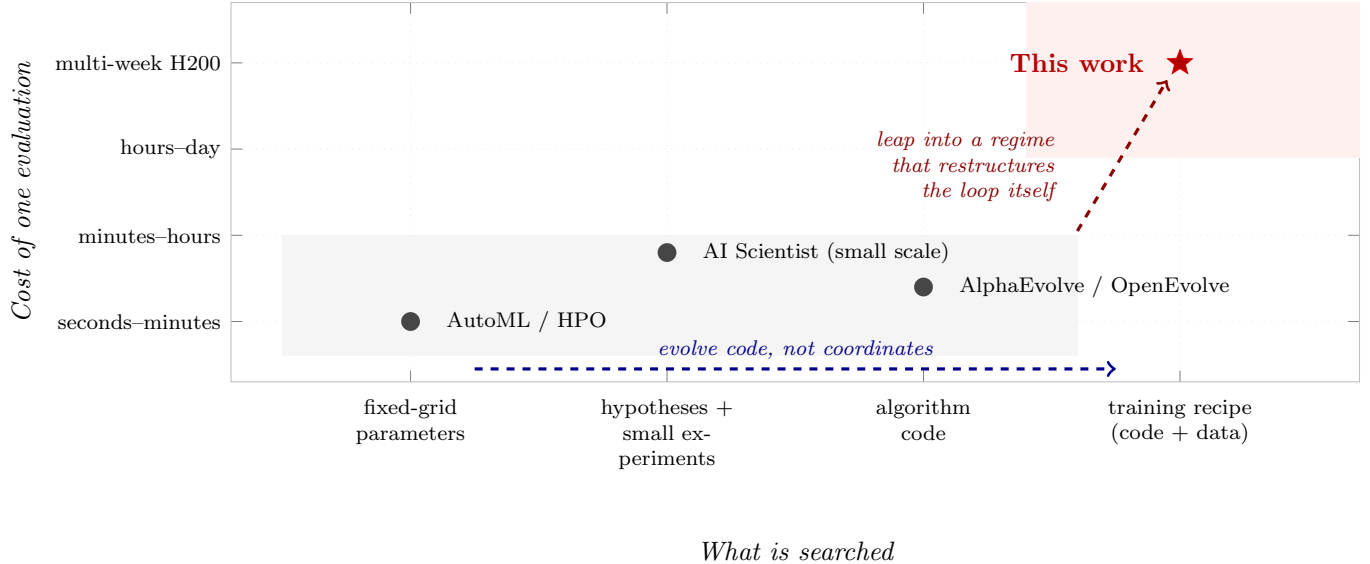 Cost of one evaluation
multi-week H200
hours–day
minutes–hours
seconds–minutes
This work
leap into a regime
that restructures
the loop itself
AI Scientist (small scale)
AlphaEvolve / OpenEvolve
AutoML / HPO
evolve code, not coordinates
fixed-grid
parameters
hypotheses +
small ex-
periments
algorithm
code
training recipe
(code + data)
What is searched